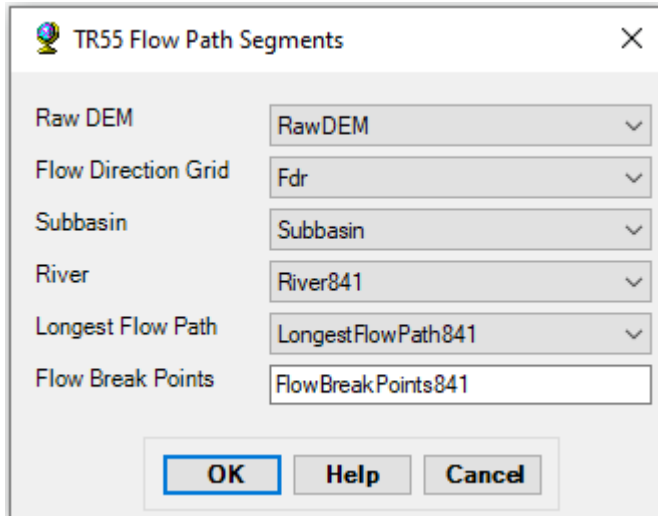 TR55 Flow Path Segments
Raw DEM RawDEM
Flow Direction Grid Fdr
Subbasin Subbasin
River River841
Longest Flow Path LongestFlowPath841
Flow Break Points FlowBreakPoints841
OK Help Cancel